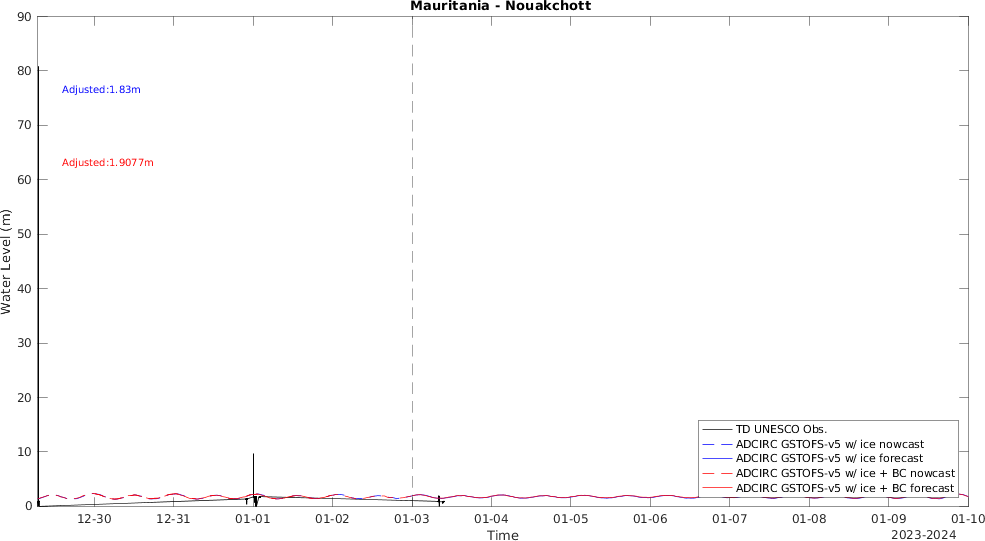 Mauritania - Nouakchott
90
80
70
60
50
40
30
20
10
0
Water Level (m)
Adjusted:1.83m
Adjusted:1.9077m
TD UNESCO Obs.
ADCIRC GSTOFS-v5 w/ ice nowcast
ADCIRC GSTOFS-v5 w/ ice forecast
ADCIRC GSTOFS-v5 w/ ice + BC nowcast
ADCIRC GSTOFS-v5 w/ ice + BC forecast
12-30 12-31 01-01 01-02 01-03 01-04 01-05 01-06 01-07 01-08 01-09 01-10
Time
2023-2024